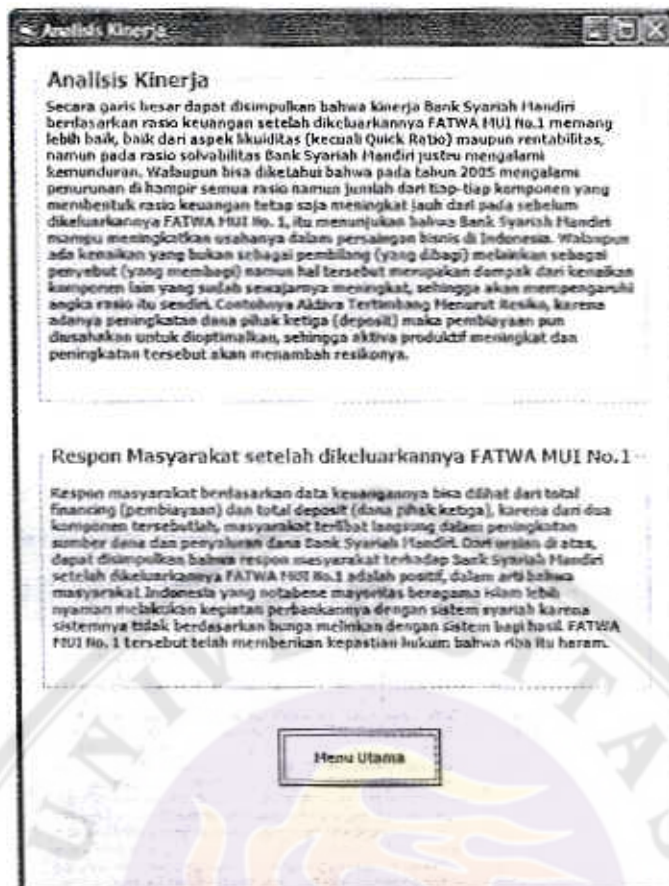 Analisis Kinerja
Analisis Kinerja
Secara garis besar dapat disimpulkan bahwa kinerja Bank Syariah Mandiri
berdasarkan rasio keuangan setelah dikeluarkannya FATWA MUI No.1 memang
lebih baik, baik dari aspek likuiditas (kecuali Quick Ratio) maupun rentabilitas,
namun pada rasio solvabilitas Bank Syariah Mandiri justru mengalami
kemunduran. Walaupun bisa diketahui bahwa pada tahun 2005 mengalami
penurunan di hampir semua rasio namun jumlah dari tiap-tiap komponen yang
membentuk rasio keuangan tetap saja meningkat jauh dari pada sebelum
dikeluarkannya FATWA MUI No. 1, itu menunjukan bahwa Bank Syariah Mandiri
mampu meningkatkan usahanya dalam persaingan bisnis di Indonesia. Walaupun
ada kenaikan yang bukan sebagai pembilang (yang dibagi) melainkan sebagai
penyebut (yang membagi) namun hal tersebut merupakan dampak dari kenaikan
komponen lain yang sudah sewajarnya meningkat, sehingga akan mempengaruhi
angka rasio itu sendiri. Contohnya Aktiva Tertimbang Menurut Resiko, karena
adanya peningkatan dana pihak ketiga (deposit) maka pembiayaan pun
diusahakan untuk dioptimalkan, sehingga aktiva produktif meningkat dan
peningkatan tersebut akan menambah resikonya.
Respon Masyarakat setelah dikeluarkannya FATWA MUI No.1
Respon masyarakat berdasarkan data keuangannya bisa dilihat dari total
financing (pembiayaan) dan total deposit (dana pihak ketiga), karena dari dua
komponen tersebutlah, masyarakat terlibat langsung dalam peningkatan
sumber dana dan penyaluran dana Bank Syariah Mandiri. Dari uraian di atas,
dapat disimpulkan bahwa respon masyarakat terhadap Bank Syariah Mandiri
setelah dikeluarkannya FATWA MUI No.1 adalah positif, dalam arti bahwa
masyarakat Indonesia yang notabene mayoritas beragama islam lebih
nyaman melakukan kegiatan perbankannya dengan sistem syariah karena
sistemnya tidak berdasarkan bunga melinkan dengan sistem bagi hasil. FATWA
MUI No. 1 tersebut telah memberikan kepastian hukum bahwa riba itu haram.
Menu Utama
UNIVERSITAS